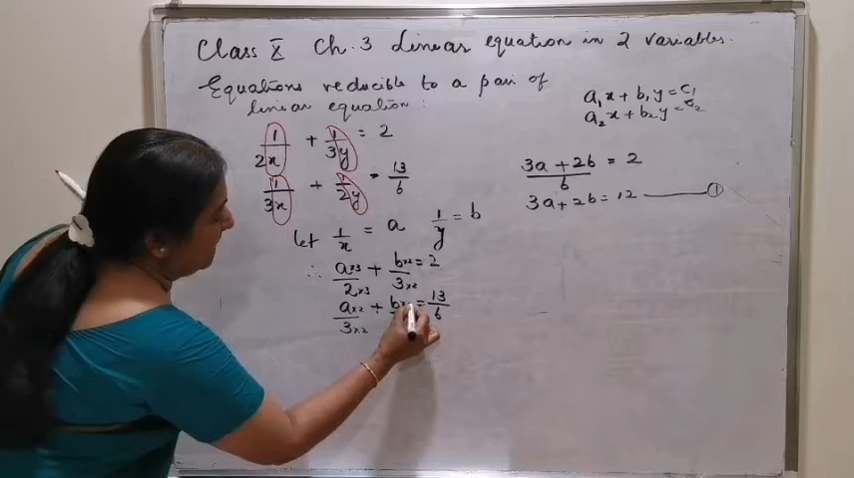 Class X Ch. 3 Linear equation in 2 variables.
Equations reducible to a pair of
linear equation:
a₁x + b₁y = c₁
a₂x + b₂y = c₂
1/2x + 1/3y = 2
1/3x + 1/2y = 13/6
let 1/x = a 1/y = b
∴ a×3/2×3 + b×2/3×2 = 2
a×2/3×2 + b = 13/6
3a + 2b/6 = 2
3a + 2b = 12 ——— ①